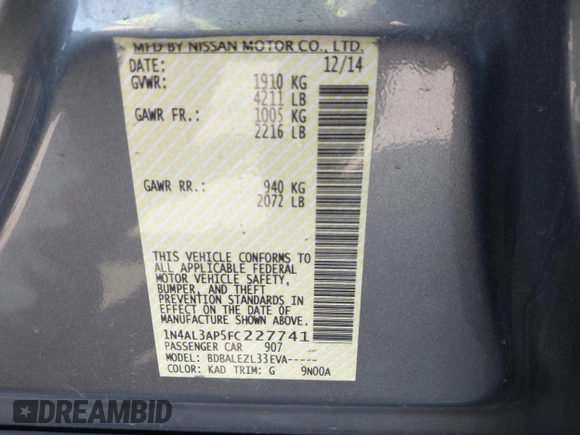 MFD BY NISSAN MOTOR CO., LTD.
DATE: 12/14
GVWR: 1910 KG
4211 LB
GAWR FR.: 1005 KG
2216 LB
GAWR RR.: 940 KG
2072 LB
THIS VEHICLE CONFORMS TO
ALL APPLICABLE FEDERAL
MOTOR VEHICLE SAFETY,
BUMPER, AND THEFT
PREVENTION STANDARDS IN
EFFECT ON THE DATE OF
MANUFACTURE SHOWN ABOVE.
1N4AL3AP5FC227741
PASSENGER CAR 907
MODEL: BDBALEZL33EVA-----
COLOR: KAD TRIM: G 9N00A
DREAMBID